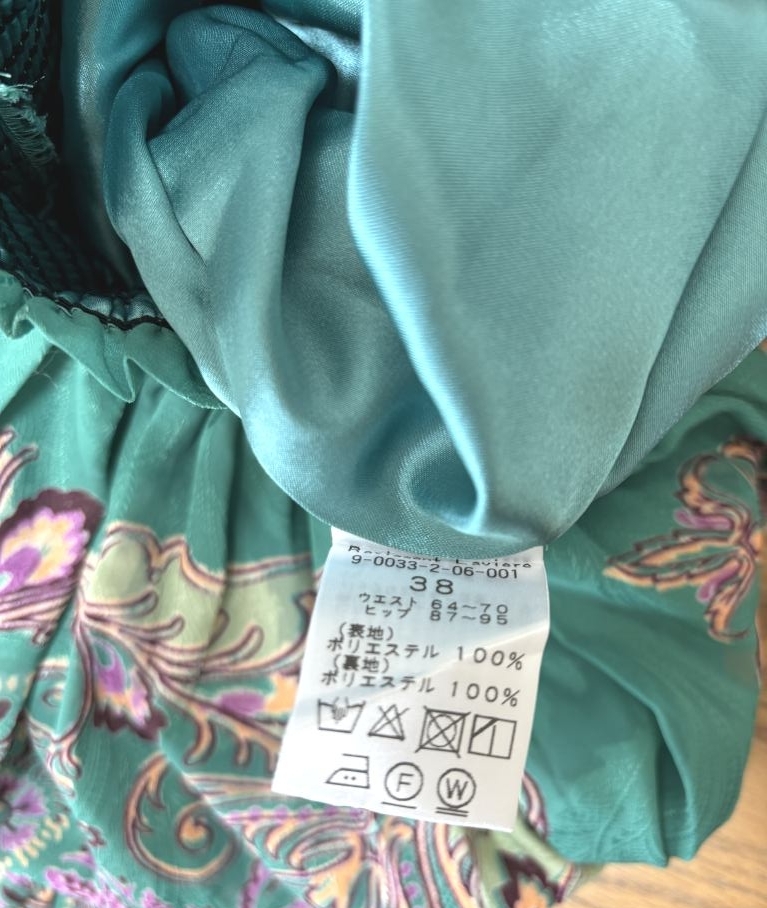 9-0033-2-06-001
38
ウエスト 64～70
ヒップ 87～95
(表地)
ポリエステル 100%
(裏地)
ポリエステル 100%
F W